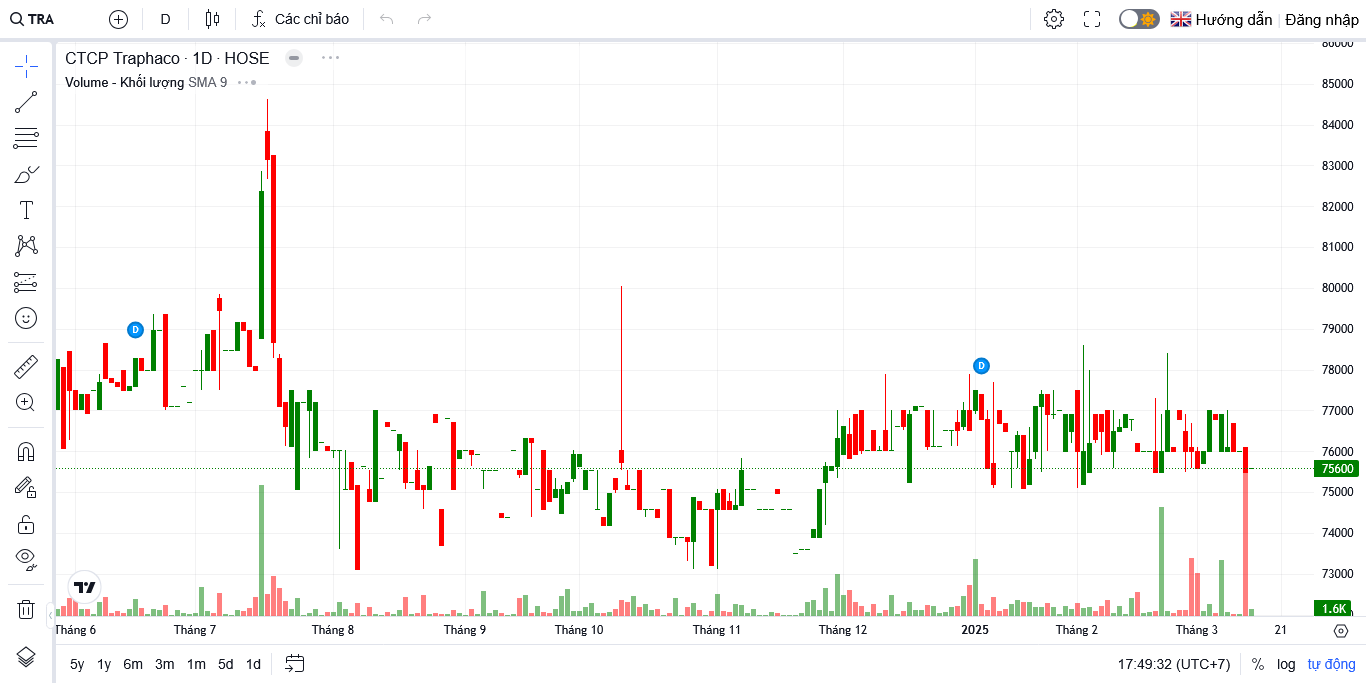 TRA
D
Các chỉ báo
Hướng dẫn
Đăng nhập
CTCP Traphaco · 1D · HOSE
Volume - Khối lượng SMA 9
86000
85000
84000
83000
82000
81000
80000
79000
78000
77000
76000
75600
75000
74000
73000
1.6K
D
D
Tháng 6
Tháng 7
Tháng 8
Tháng 9
Tháng 10
Tháng 11
Tháng 12
2025
Tháng 2
Tháng 3
21
5y 1y 6m 3m 1m 5d 1d
17:49:32 (UTC+7)
%
log
tự động